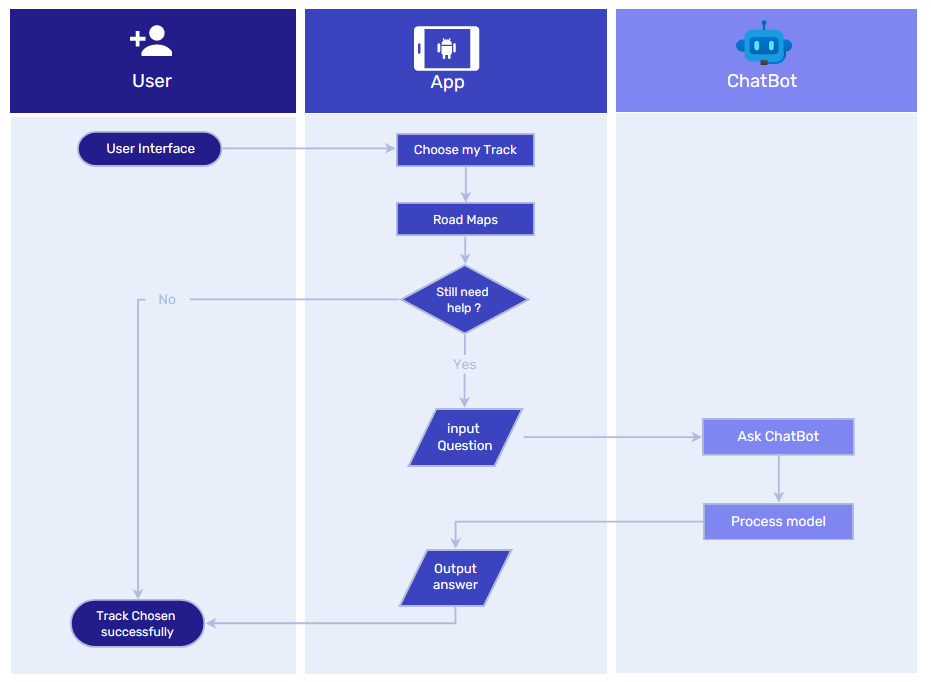 User
App
ChatBot
User Interface
Choose my Track
Road Maps
Still need
help ?
No
Yes
input
Question
Ask ChatBot
Process model
Output
answer
Track Chosen
successfully